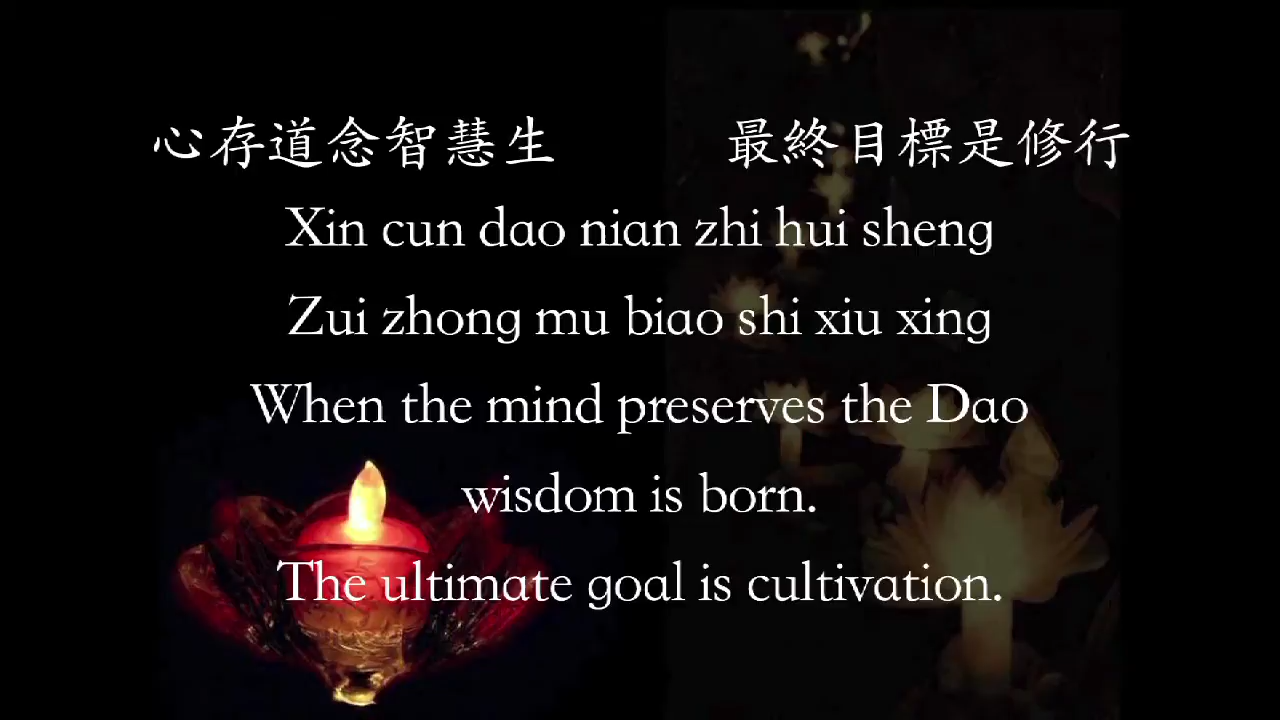 心存道念智慧生 最終目標是修行
Xin cun dao nian zhi hui sheng
Zui zhong mu biao shi xiu xing
When the mind preserves the Dao
wisdom is born.
The ultimate goal is cultivation.